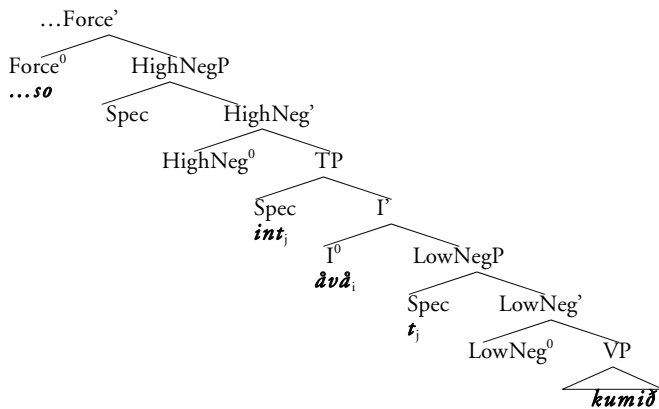 …Force’
Force⁰ HighNegP
…so
Spec HighNeg’
HighNeg⁰ TP
Spec I’
intⱼ
I⁰ LowNegP
åvåᵢ
Spec LowNeg’
tⱼ
LowNeg⁰ VP
kumið